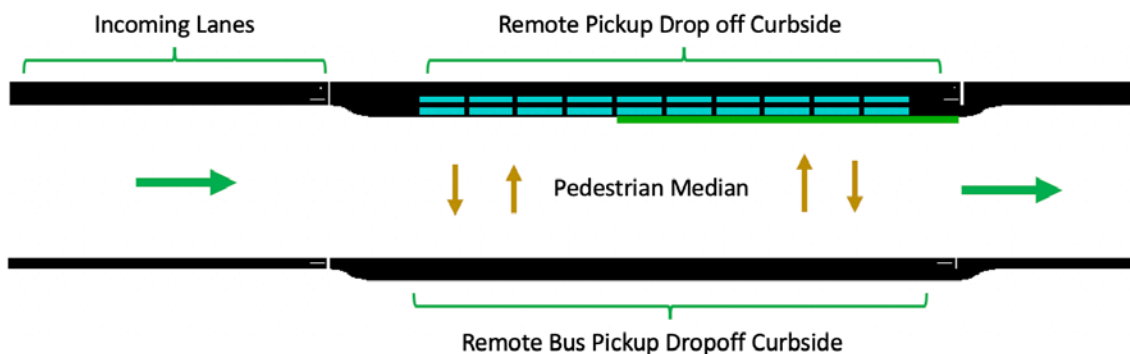 Incoming Lanes
Remote Pickup Drop off Curbside
Pedestrian Median
Remote Bus Pickup Dropoff Curbside